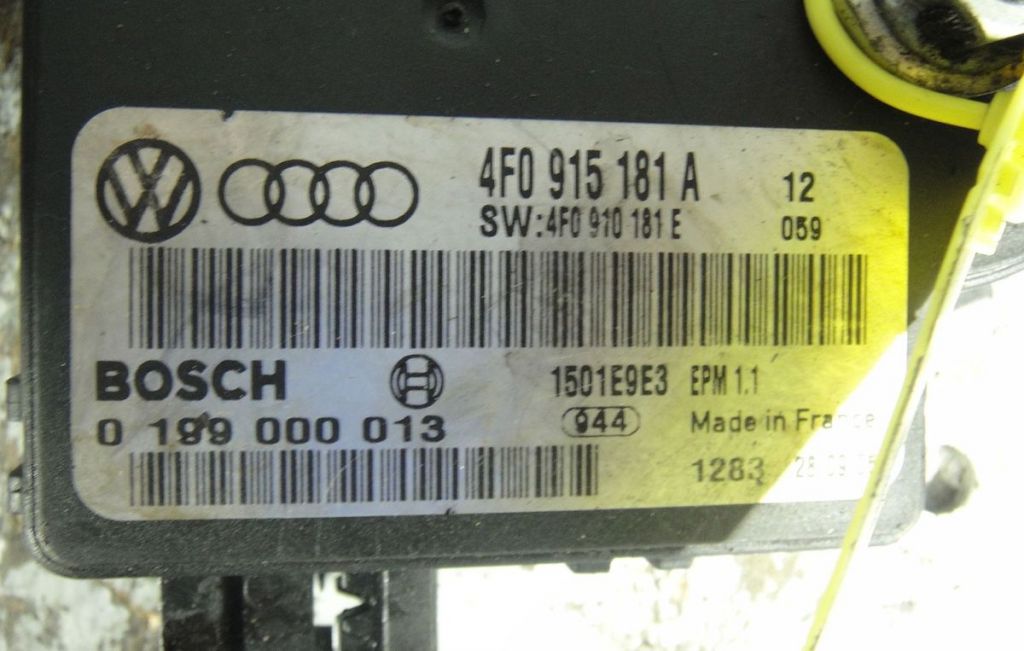 4F0 915 181 A 12
SW:4F0 910 181 E 059
BOSCH 1501E9E3 EPM 1.1
0 199 000 013 944 Made in France
1283